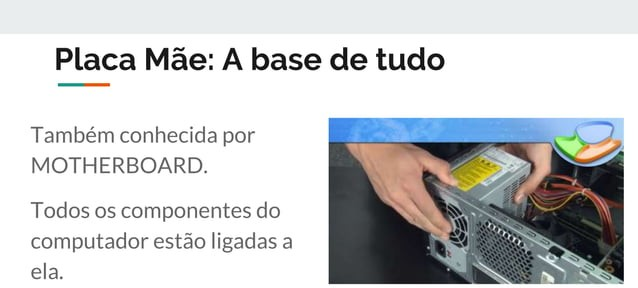 Placa Mãe: A base de tudo
Também conhecida por
MOTHERBOARD.
Todos os componentes do
computador estão ligadas a
ela.